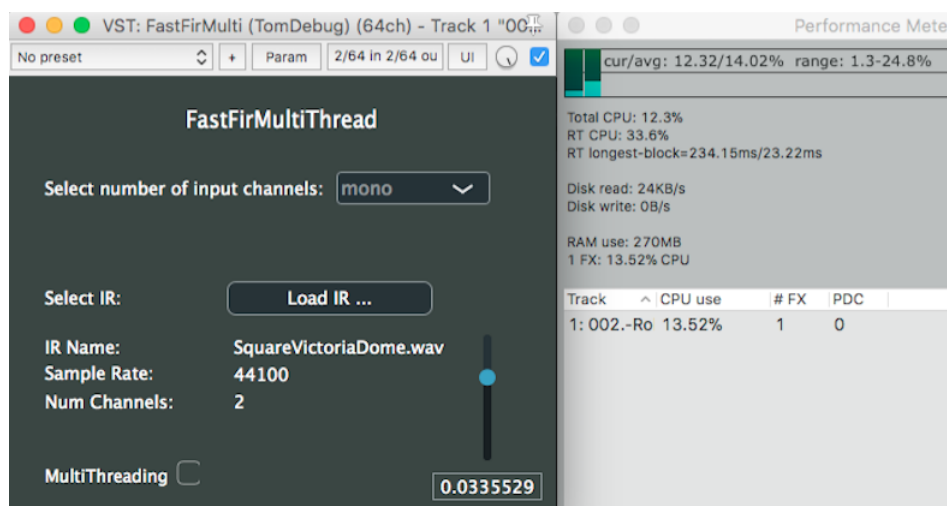 VST: FastFirMulti (TomDebug) (64ch) - Track 1 "00
No preset + Param 2/64 in 2/64 ou UI
FastFirMultiThread
Select number of input channels: mono
Select IR: Load IR ...
IR Name: SquareVictoriaDome.wav
Sample Rate: 44100
Num Channels: 2
MultiThreading
0.0335529
Performance Mete
cur/avg: 12.32/14.02% range: 1.3-24.8%
Total CPU: 12.3%
RT CPU: 33.6%
RT longest-block=234.15ms/23.22ms
Disk read: 24KB/s
Disk write: 0B/s
RAM use: 270MB
1 FX: 13.52% CPU
Track CPU use # FX PDC
1: 002.-Ro 13.52% 1 0